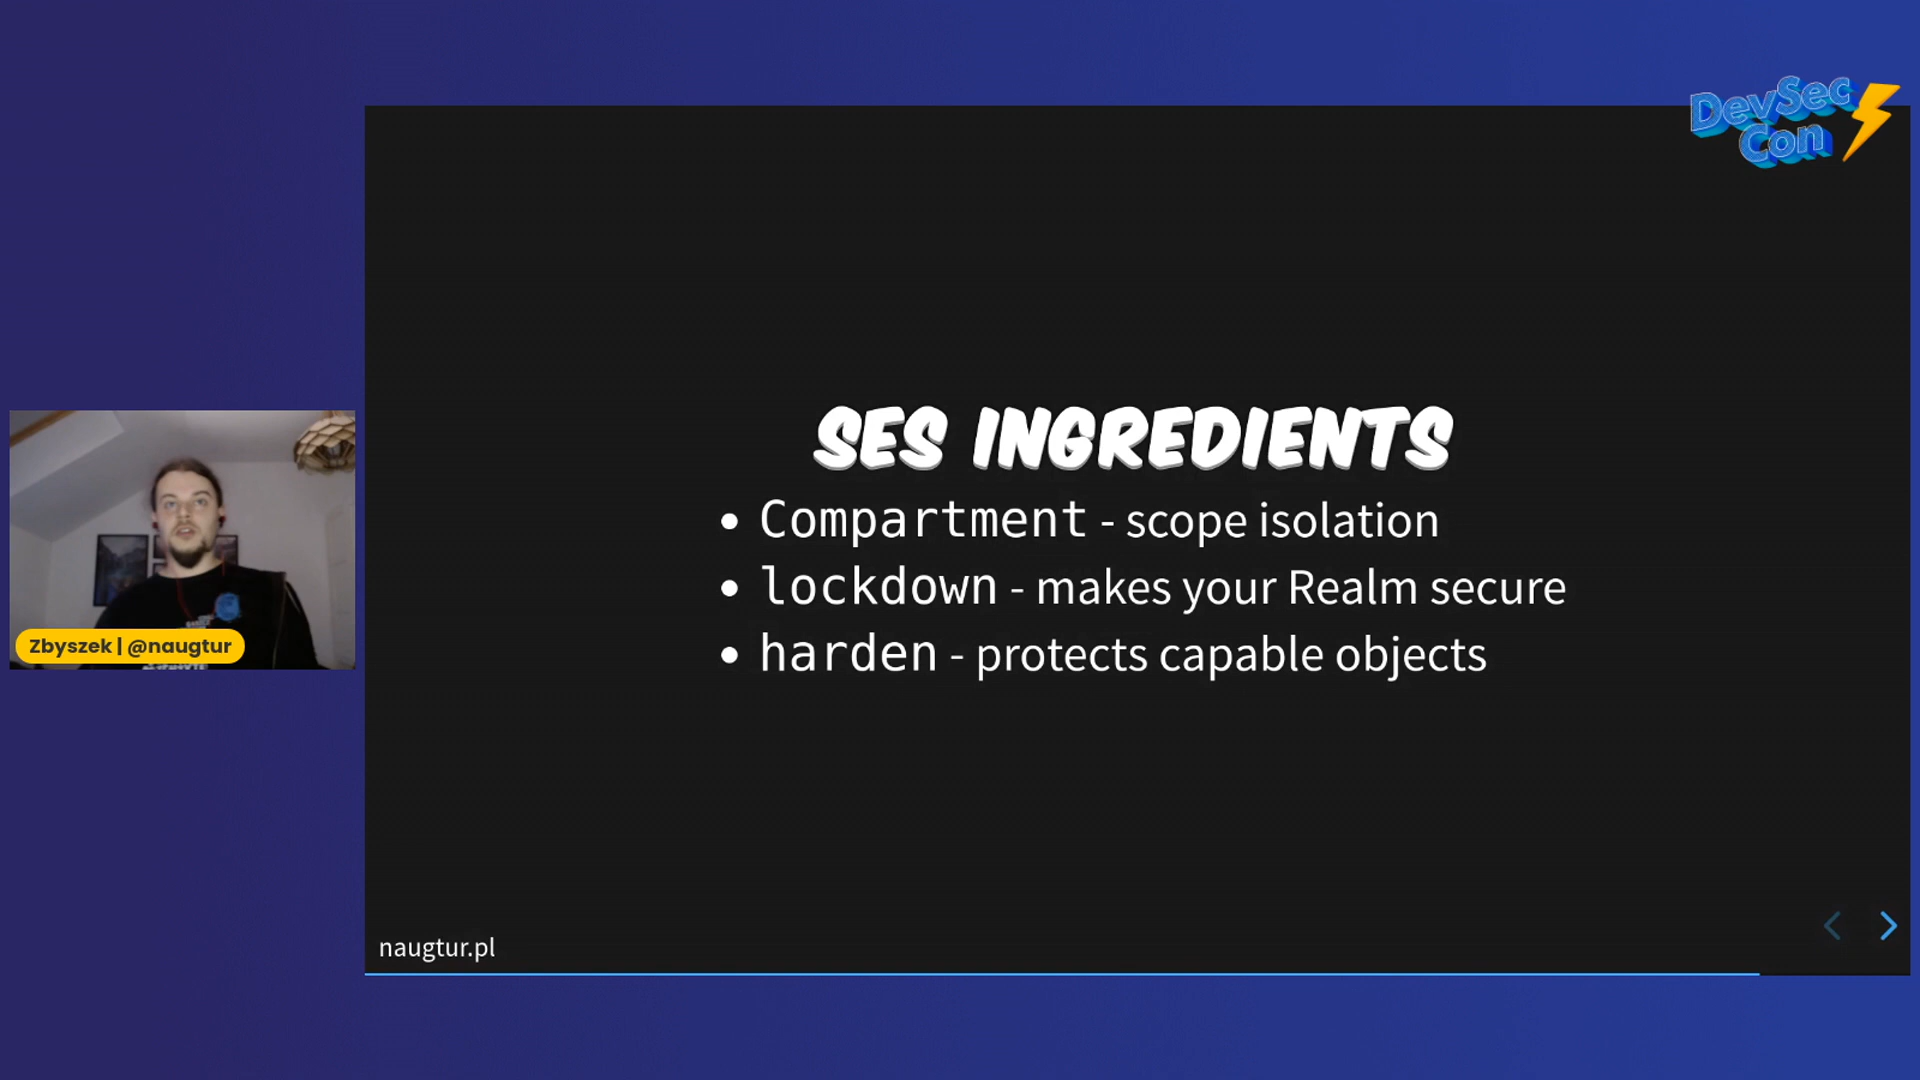 DevSec
Con
SES INGREDIENTS
Compartment - scope isolation
lockdown - makes your Realm secure
harden - protects capable objects
Zbyszek | @naugtur
naugtur.pl